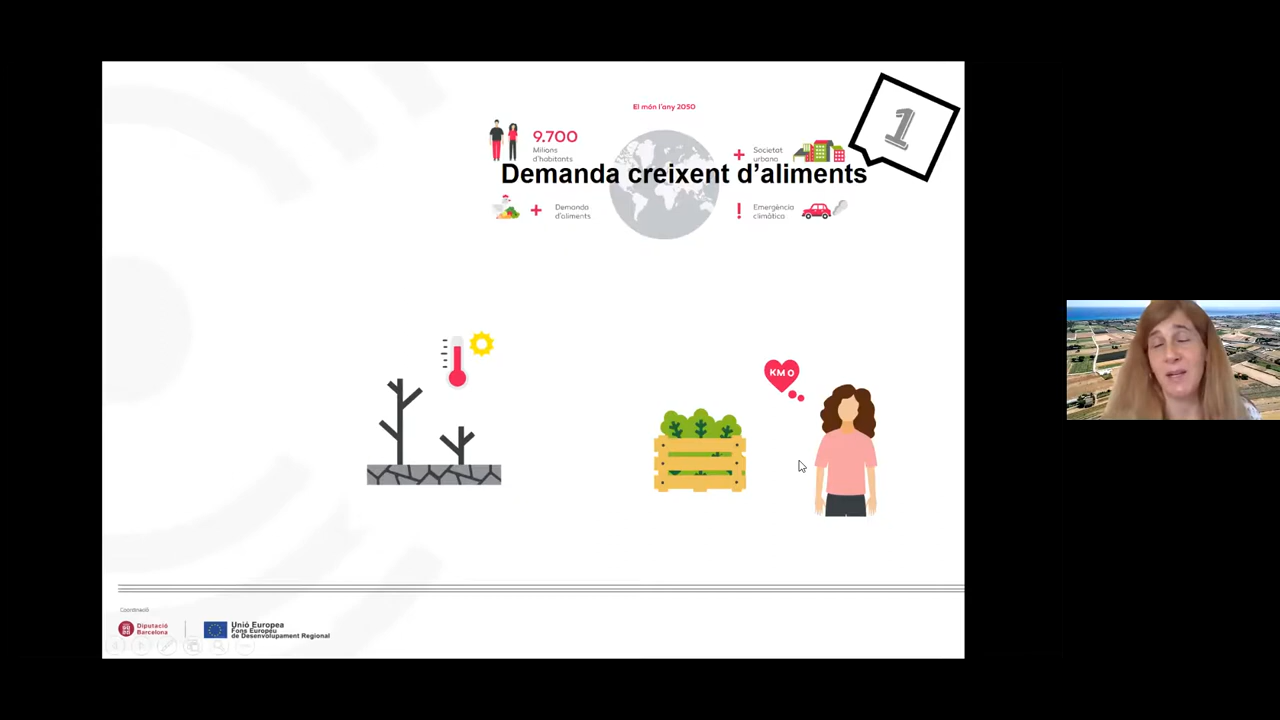 El món l'any 2050
1
9.700
Milions
d'habitants
+ Societat
urbana
Demanda creixent d'aliments
+ Demanda
d'aliments
! Emergència
climàtica
KM 0
Coordinació
Diputació
Barcelona
Unió Europea
Fons Europeu
de Desenvolupament Regional